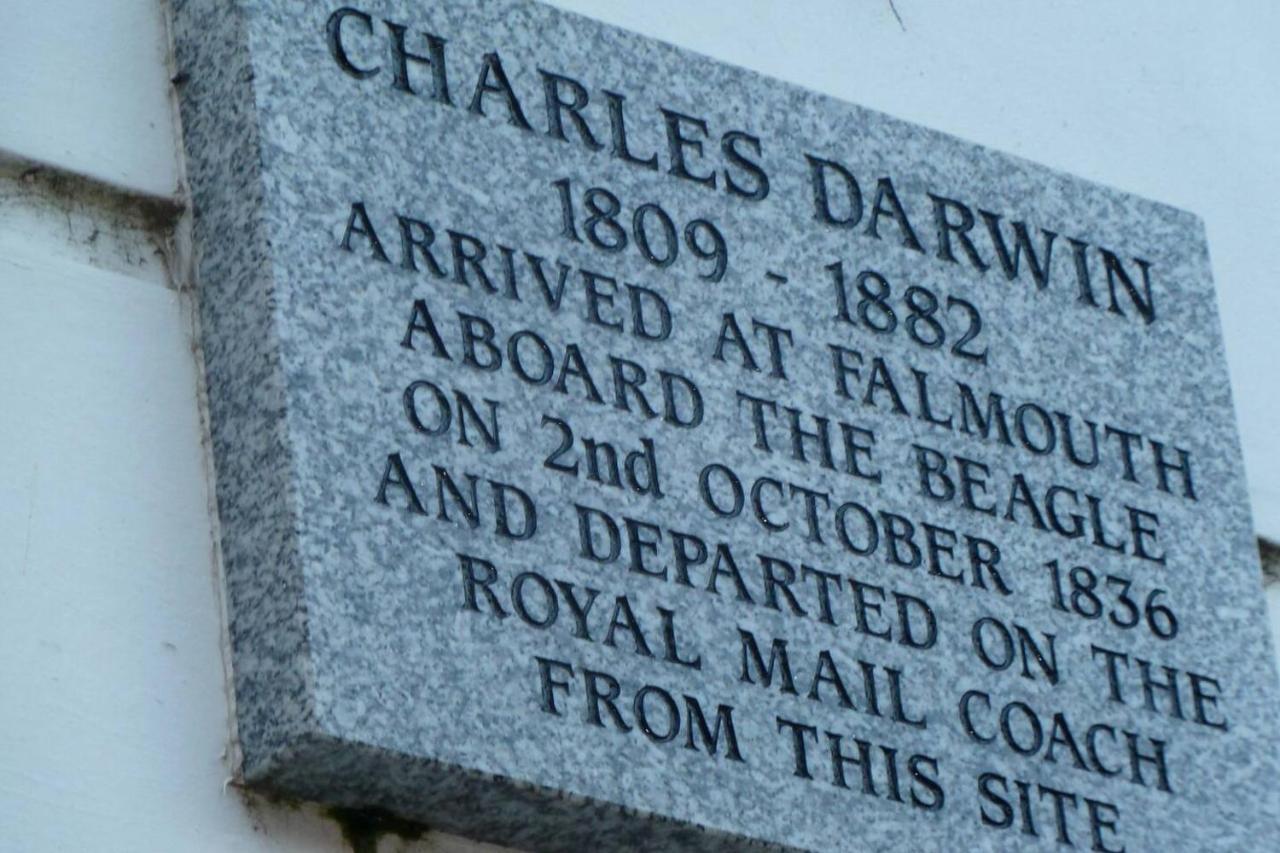 CHARLES DARWIN
1809 - 1882
ARRIVED AT FALMOUTH
ABOARD THE BEAGLE
ON 2nd OCTOBER 1836
AND DEPARTED ON THE
ROYAL MAIL COACH
FROM THIS SITE